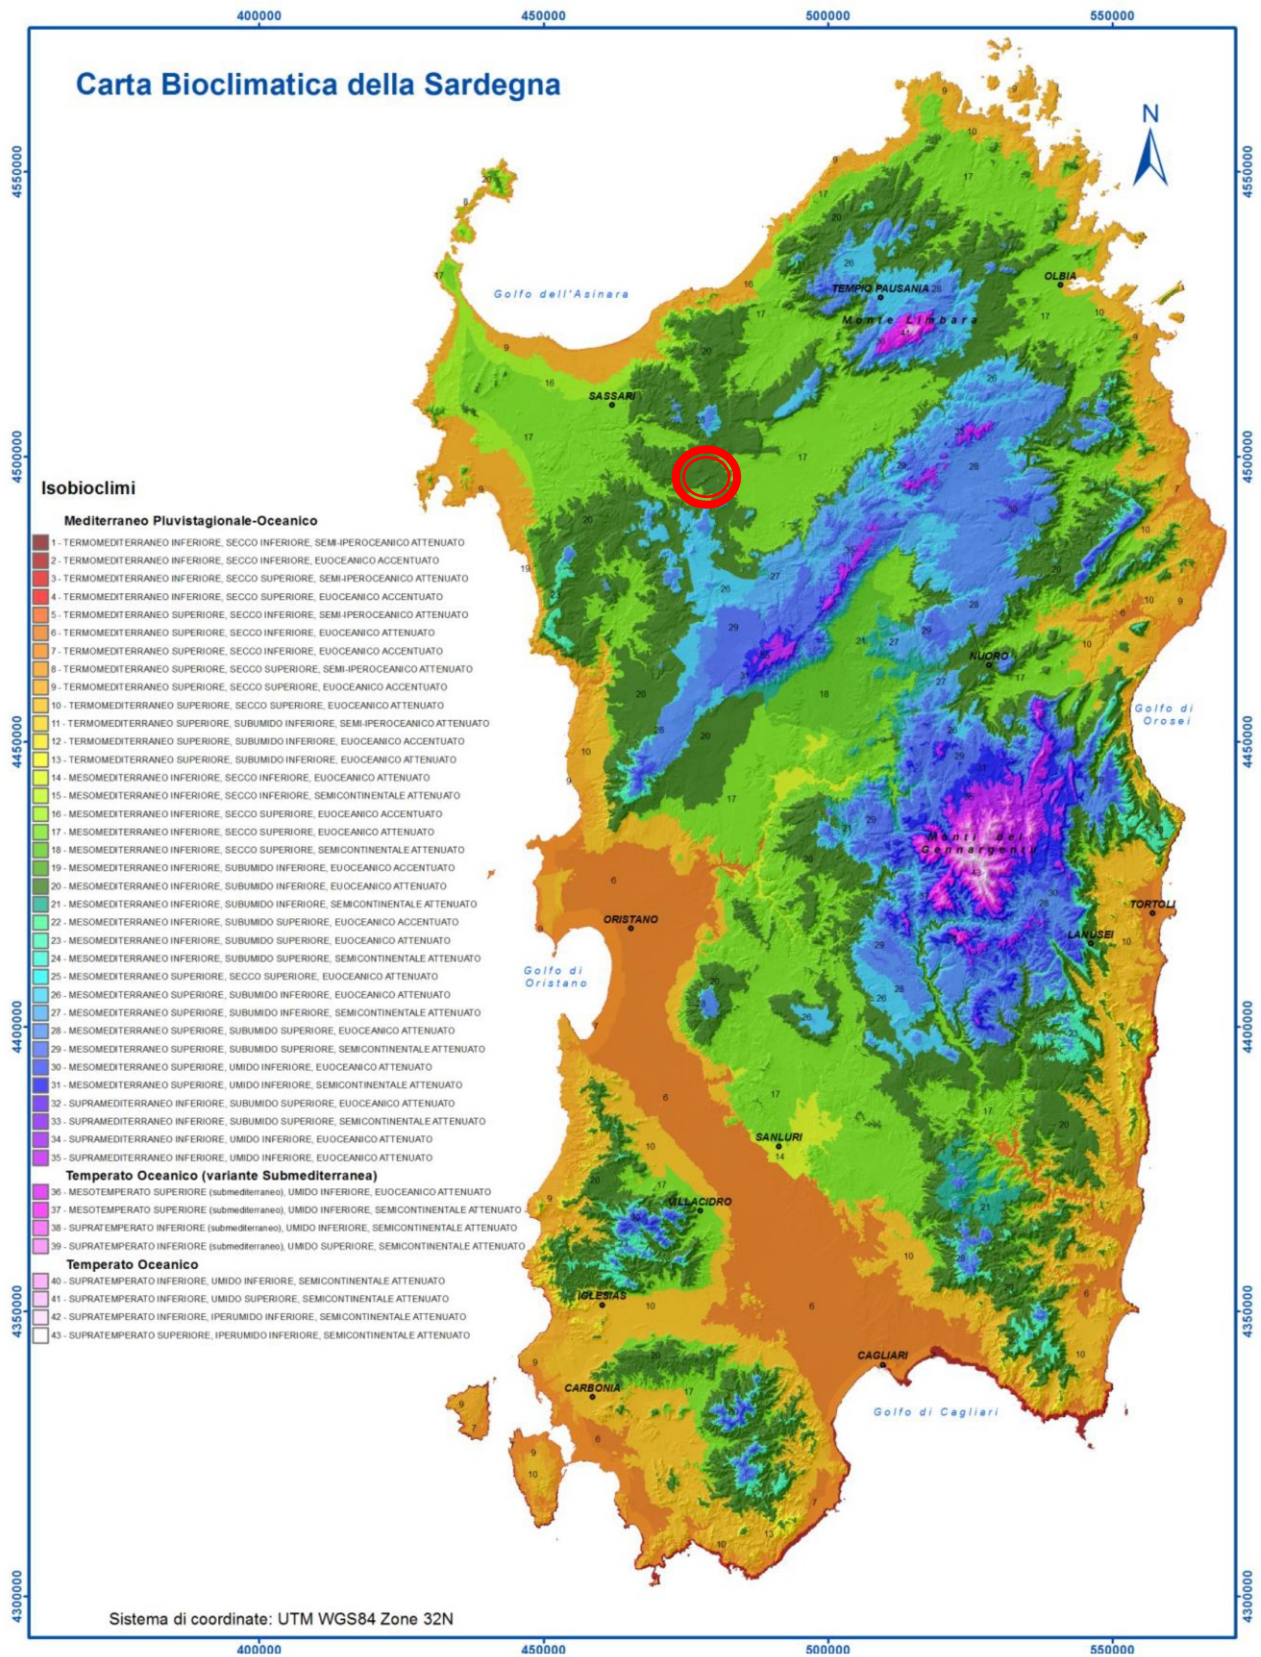 400000 450000 500000 550000
Carta Bioclimatica della Sardegna
N
4550000 4550000
Golfo dell'Asinara
TEMPIO PAUSANIA
OLBIA
Monte Limbara
SASSARI
4500000 4500000
Isobioclimi
Mediterraneo Pluvistagionale-Oceanico
1 - TERMOMEDITERRANEO INFERIORE, SECCO INFERIORE, SEMI-IPEROCEANICO ATTENUATO
2 - TERMOMEDITERRANEO INFERIORE, SECCO INFERIORE, EUOCEANICO ACCENTUATO
3 - TERMOMEDITERRANEO INFERIORE, SECCO SUPERIORE, SEMI-IPEROCEANICO ATTENUATO
4 - TERMOMEDITERRANEO INFERIORE, SECCO SUPERIORE, EUOCEANICO ACCENTUATO
5 - TERMOMEDITERRANEO SUPERIORE, SECCO INFERIORE, SEMI-IPEROCEANICO ATTENUATO
6 - TERMOMEDITERRANEO SUPERIORE, SECCO INFERIORE, EUOCEANICO ATTENUATO
7 - TERMOMEDITERRANEO SUPERIORE, SECCO INFERIORE, EUOCEANICO ACCENTUATO
8 - TERMOMEDITERRANEO SUPERIORE, SECCO SUPERIORE, SEMI-IPEROCEANICO ATTENUATO
9 - TERMOMEDITERRANEO SUPERIORE, SECCO SUPERIORE, EUOCEANICO ACCENTUATO
10 - TERMOMEDITERRANEO SUPERIORE, SECCO SUPERIORE, EUOCEANICO ATTENUATO
11 - TERMOMEDITERRANEO SUPERIORE, SUBUMIDO INFERIORE, SEMI-IPEROCEANICO ATTENUATO
12 - TERMOMEDITERRANEO SUPERIORE, SUBUMIDO INFERIORE, EUOCEANICO ACCENTUATO
13 - TERMOMEDITERRANEO SUPERIORE, SUBUMIDO INFERIORE, EUOCEANICO ATTENUATO
14 - MESOMEDITERRANEO INFERIORE, SECCO INFERIORE, EUOCEANICO ATTENUATO
15 - MESOMEDITERRANEO INFERIORE, SECCO INFERIORE, SEMICONTINENTALE ATTENUATO
16 - MESOMEDITERRANEO INFERIORE, SECCO SUPERIORE, EUOCEANICO ACCENTUATO
17 - MESOMEDITERRANEO INFERIORE, SECCO SUPERIORE, EUOCEANICO ATTENUATO
18 - MESOMEDITERRANEO INFERIORE, SECCO SUPERIORE, SEMICONTINENTALE ATTENUATO
19 - MESOMEDITERRANEO INFERIORE, SUBUMIDO INFERIORE, EUOCEANICO ACCENTUATO
20 - MESOMEDITERRANEO INFERIORE, SUBUMIDO INFERIORE, EUOCEANICO ATTENUATO
21 - MESOMEDITERRANEO INFERIORE, SUBUMIDO INFERIORE, SEMICONTINENTALE ATTENUATO
22 - MESOMEDITERRANEO INFERIORE, SUBUMIDO SUPERIORE, EUOCEANICO ACCENTUATO
23 - MESOMEDITERRANEO INFERIORE, SUBUMIDO SUPERIORE, EUOCEANICO ATTENUATO
24 - MESOMEDITERRANEO INFERIORE, SUBUMIDO SUPERIORE, SEMICONTINENTALE ATTENUATO
25 - MESOMEDITERRANEO SUPERIORE, SECCO SUPERIORE, EUOCEANICO ATTENUATO
26 - MESOMEDITERRANEO SUPERIORE, SUBUMIDO INFERIORE, EUOCEANICO ATTENUATO
27 - MESOMEDITERRANEO SUPERIORE, SUBUMIDO INFERIORE, SEMICONTINENTALE ATTENUATO
28 - MESOMEDITERRANEO SUPERIORE, SUBUMIDO SUPERIORE, EUOCEANICO ATTENUATO
29 - MESOMEDITERRANEO SUPERIORE, SUBUMIDO SUPERIORE, SEMICONTINENTALE ATTENUATO
30 - MESOMEDITERRANEO SUPERIORE, UMIDO INFERIORE, EUOCEANICO ATTENUATO
31 - MESOMEDITERRANEO SUPERIORE, UMIDO INFERIORE, SEMICONTINENTALE ATTENUATO
32 - SUPRAMEDITERRANEO INFERIORE, SUBUMIDO SUPERIORE, EUOCEANICO ATTENUATO
33 - SUPRAMEDITERRANEO INFERIORE, SUBUMIDO SUPERIORE, SEMICONTINENTALE ATTENUATO
34 - SUPRAMEDITERRANEO INFERIORE, UMIDO INFERIORE, EUOCEANICO ATTENUATO
35 - SUPRAMEDITERRANEO INFERIORE, UMIDO INFERIORE, EUOCEANICO ATTENUATO
Temperato Oceanico (variante Submediterranea)
36 - MESOTEMPERATO SUPERIORE (submediterraneo), UMIDO INFERIORE, EUOCEANICO ATTENUATO
37 - MESOTEMPERATO SUPERIORE (submediterraneo), UMIDO INFERIORE, SEMICONTINENTALE ATTENUATO
38 - SUPRATEMPERATO INFERIORE (submediterraneo), UMIDO INFERIORE, SEMICONTINENTALE ATTENUATO
39 - SUPRATEMPERATO INFERIORE (submediterraneo), UMIDO SUPERIORE, SEMICONTINENTALE ATTENUATO
Temperato Oceanico
40 - SUPRATEMPERATO INFERIORE, UMIDO INFERIORE, SEMICONTINENTALE ATTENUATO
41 - SUPRATEMPERATO INFERIORE, UMIDO SUPERIORE, SEMICONTINENTALE ATTENUATO
42 - SUPRATEMPERATO INFERIORE, IPERUMIDO INFERIORE, SEMICONTINENTALE ATTENUATO
43 - SUPRATEMPERATO SUPERIORE, IPERUMIDO INFERIORE, SEMICONTINENTALE ATTENUATO
NUORO
Golfo di
Orosei
4450000 4450000
Monti del
Gennargentu
ORISTANO
TORTOLI
LANUSEI
Golfo di
Oristano
4400000 4400000
SANLURI
VILLACIDRO
IGLESIAS
4350000 4350000
CAGLIARI
CARBONIA
Golfo di Cagliari
4300000 4300000
Sistema di coordinate: UTM WGS84 Zone 32N
400000 450000 500000 550000